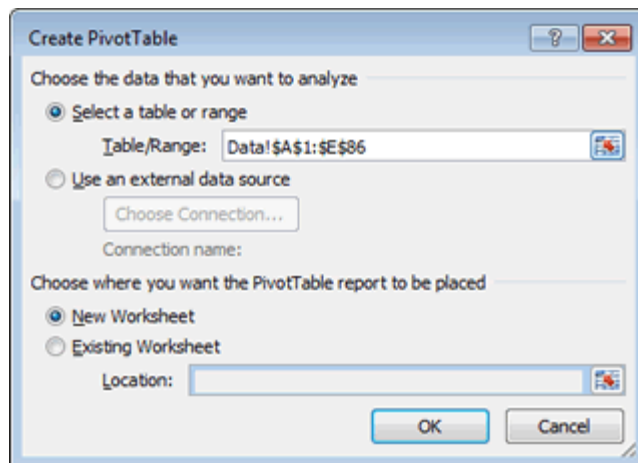 Create PivotTable
Choose the data that you want to analyze
Select a table or range
Table/Range: Data!$A$1:$E$86
Use an external data source
Choose Connection...
Connection name:
Choose where you want the PivotTable report to be placed
New Worksheet
Existing Worksheet
Location:
OK Cancel